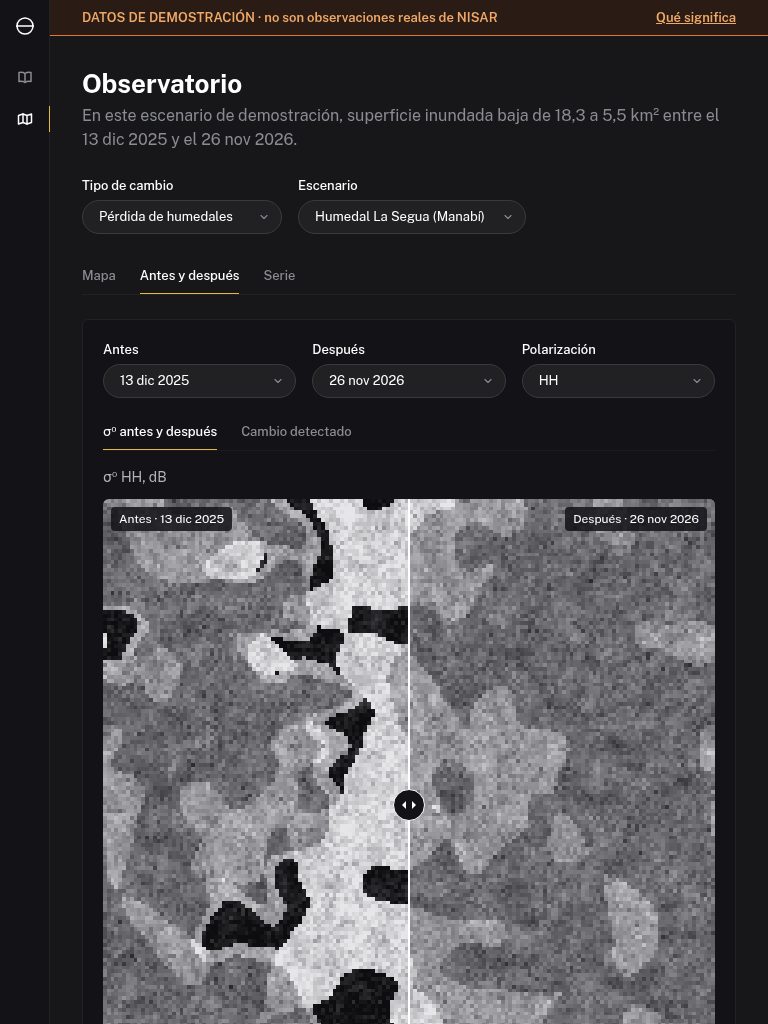 DATOS DE DEMOSTRACIÓN · no son observaciones reales de NISAR
Qué significa
Observatorio
En este escenario de demostración, superficie inundada baja de 18,3 a 5,5 km² entre el
13 dic 2025 y el 26 nov 2026.
Tipo de cambio
Escenario
Pérdida de humedales
Humedal La Segua (Manabí)
Mapa
Antes y después
Serie
Antes
Después
Polarización
13 dic 2025
26 nov 2026
HH
σ⁰ antes y después
Cambio detectado
σ⁰ HH, dB
Antes · 13 dic 2025
Después · 26 nov 2026